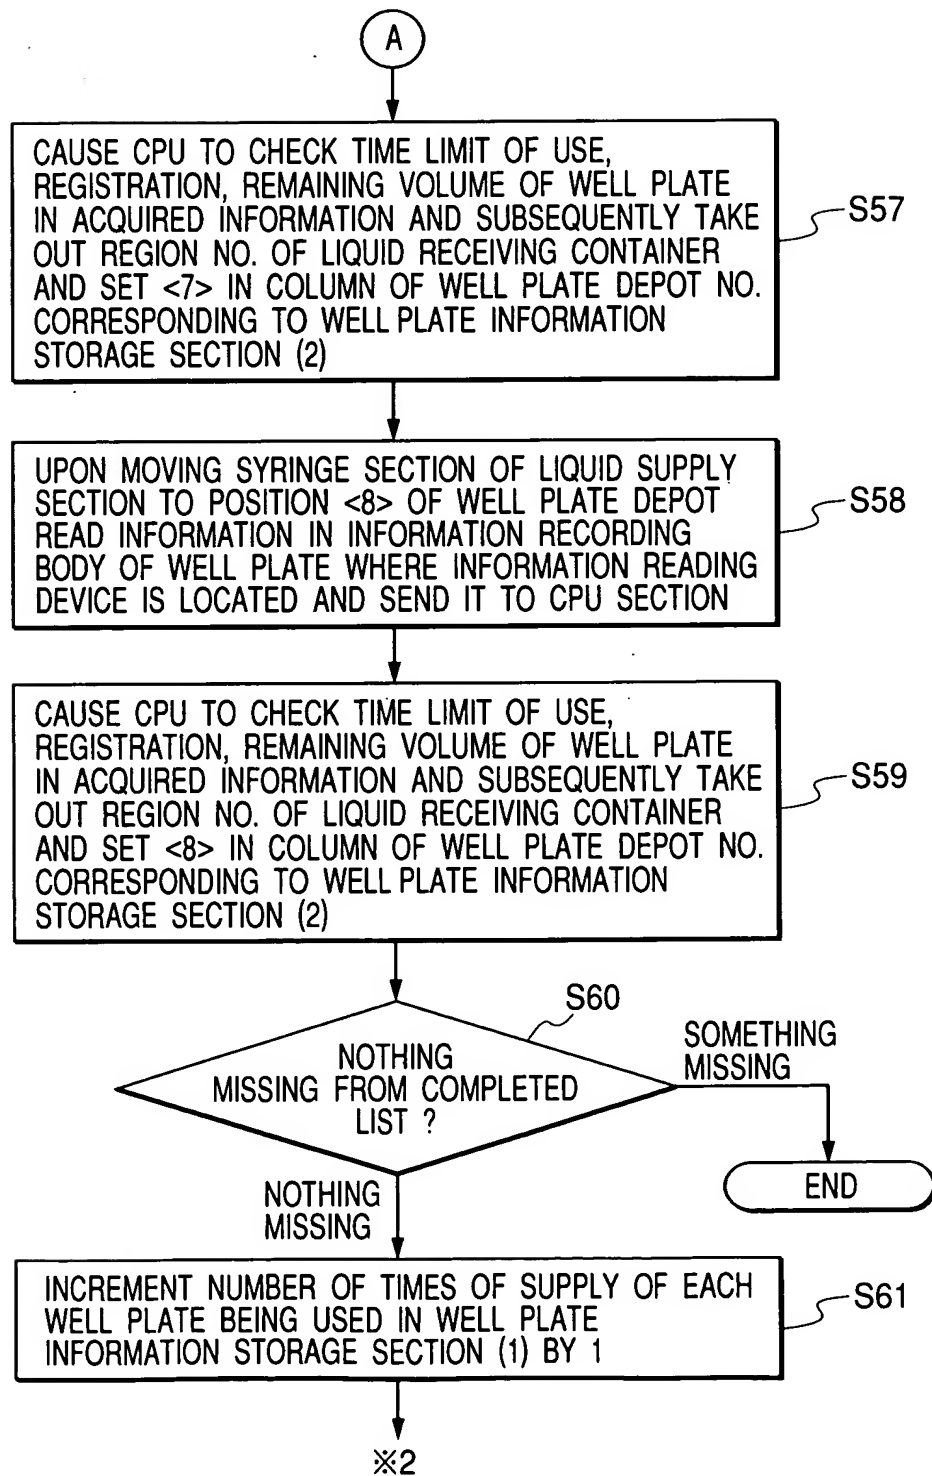 A
CAUSE CPU TO CHECK TIME LIMIT OF USE,
REGISTRATION, REMAINING VOLUME OF WELL PLATE
IN ACQUIRED INFORMATION AND SUBSEQUENTLY TAKE
OUT REGION NO. OF LIQUID RECEIVING CONTAINER
AND SET <7> IN COLUMN OF WELL PLATE DEPOT NO.
CORRESPONDING TO WELL PLATE INFORMATION
STORAGE SECTION (2)
S57
UPON MOVING SYRINGE SECTION OF LIQUID SUPPLY
SECTION TO POSITION <8> OF WELL PLATE DEPOT
READ INFORMATION IN INFORMATION RECORDING
BODY OF WELL PLATE WHERE INFORMATION READING
DEVICE IS LOCATED AND SEND IT TO CPU SECTION
S58
CAUSE CPU TO CHECK TIME LIMIT OF USE,
REGISTRATION, REMAINING VOLUME OF WELL PLATE
IN ACQUIRED INFORMATION AND SUBSEQUENTLY TAKE
OUT REGION NO. OF LIQUID RECEIVING CONTAINER
AND SET <8> IN COLUMN OF WELL PLATE DEPOT NO.
CORRESPONDING TO WELL PLATE INFORMATION
STORAGE SECTION (2)
S59
S60
NOTHING
MISSING FROM COMPLETED
LIST ?
SOMETHING
MISSING
END
NOTHING
MISSING
INCREMENT NUMBER OF TIMES OF SUPPLY OF EACH
WELL PLATE BEING USED IN WELL PLATE
INFORMATION STORAGE SECTION (1) BY 1
S61
※2